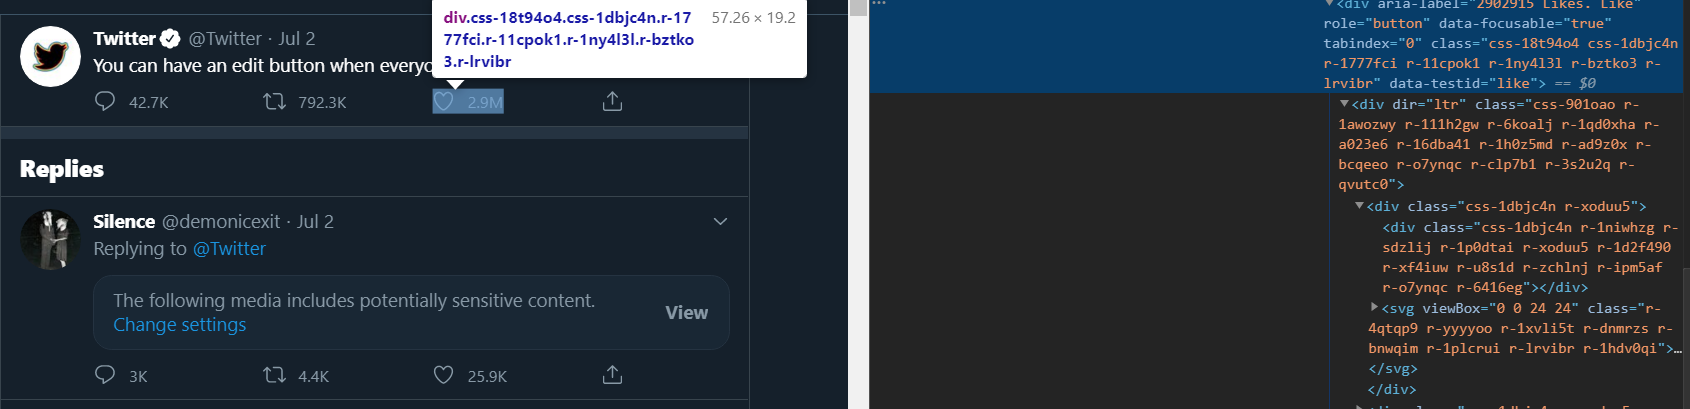 Twitter @Twitter · Jul 2
You can have an edit button when everyo
42.7K 792.3K 2.9M
div.css-18t94o4.css-1dbjc4n.r-17 57.26 × 19.2
77fci.r-11cpok1.r-1ny4l3l.r-bztko
3.r-lrvibr
Replies
Silence @demonicexit · Jul 2
Replying to @Twitter
The following media includes potentially sensitive content.
Change settings
View
3K 4.4K 25.9K
…
▼<div aria-label="2902915 Likes. Like"
role="button" data-focusable="true"
tabindex="0" class="css-18t94o4 css-1dbjc4n
r-1777fci r-11cpok1 r-1ny4l3l r-bztko3 r-
lrvibr" data-testid="like"> == $0
▼<div dir="ltr" class="css-901oao r-
1awozwy r-111h2gw r-6koalj r-1qd0xha r-
a023e6 r-16dba41 r-1h0z5md r-ad9z0x r-
bcqeeo r-o7ynqc r-clp7b1 r-3s2u2q r-
qvutc0">
▼<div class="css-1dbjc4n r-xoduu5">
<div class="css-1dbjc4n r-1niwhzg r-
sdzlij r-1p0dtai r-xoduu5 r-1d2f490
r-xf4iuw r-u8s1d r-zchlnj r-ipm5af
r-o7ynqc r-6416eg"></div>
▶<svg viewBox="0 0 24 24" class="r-
4qtqp9 r-yyyyoo r-1xvli5t r-dnmrzs r-
bnwqim r-1plcrui r-lrvibr r-1hdv0qi">…
</svg>
</div>